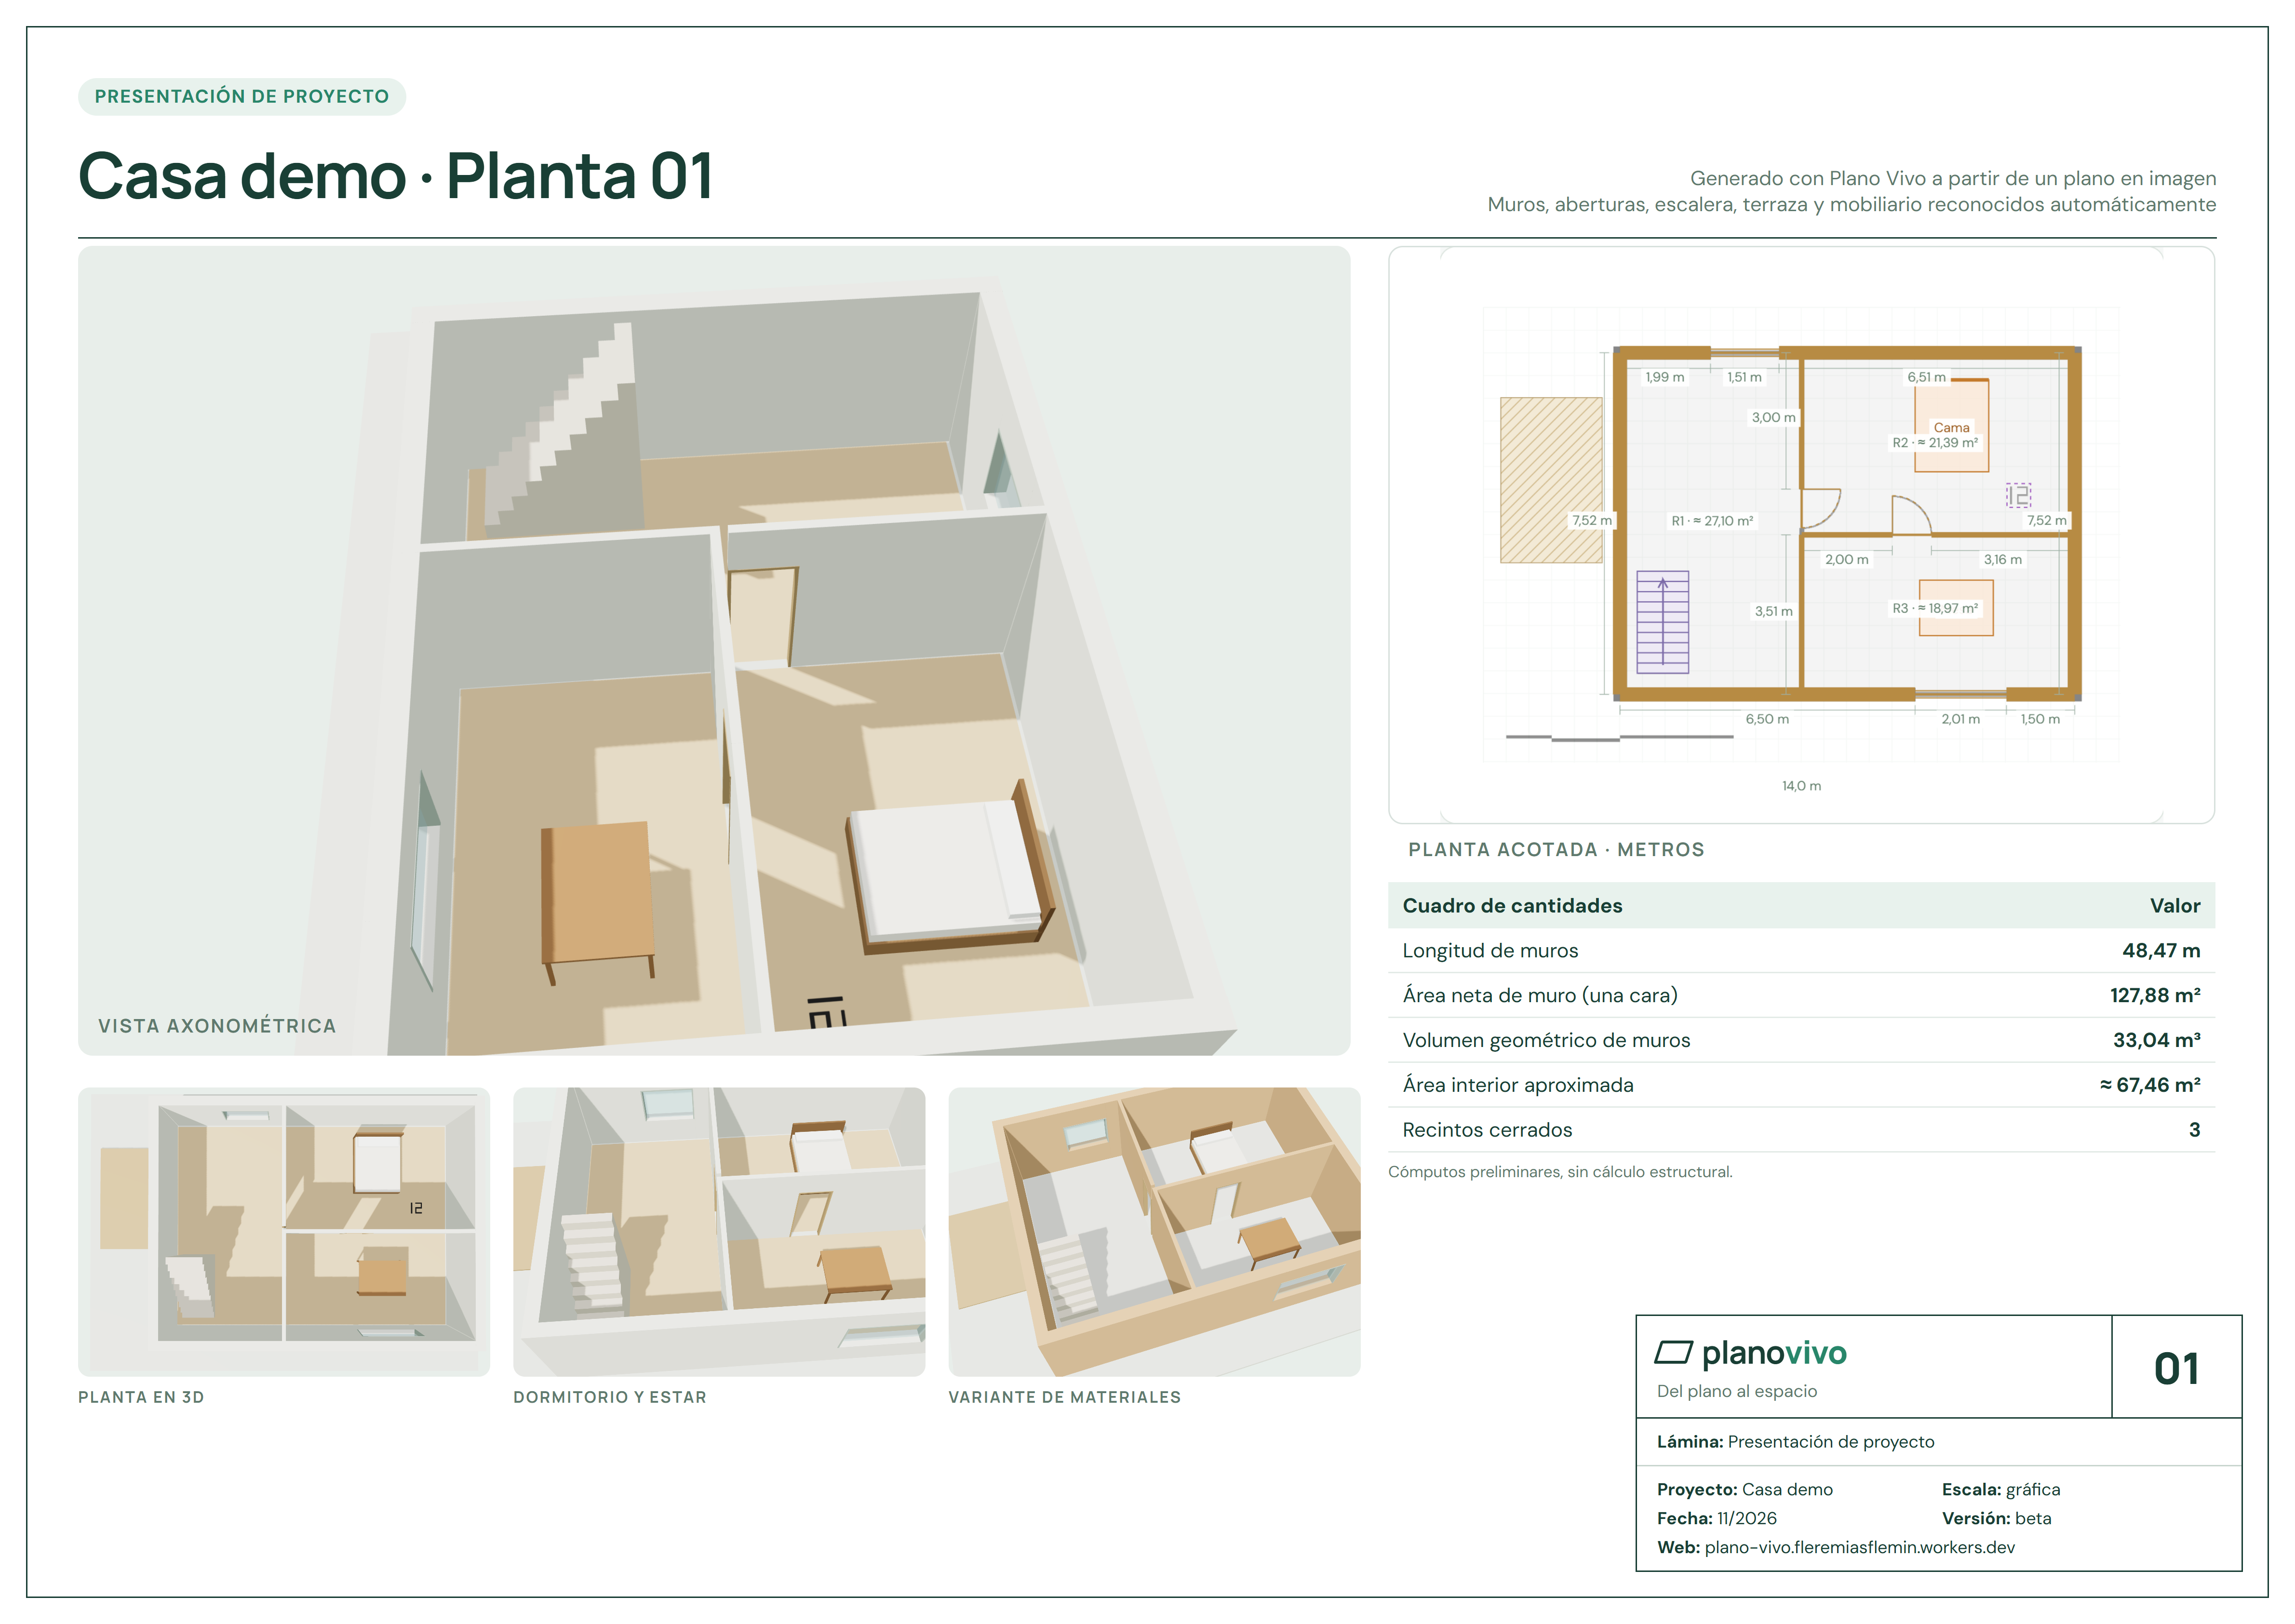 PRESENTACIÓN DE PROYECTO
Casa demo · Planta 01
Generado con Plano Vivo a partir de un plano en imagen
Muros, aberturas, escalera, terraza y mobiliario reconocidos automáticamente
VISTA AXONOMÉTRICA
12
1,99 m
1,51 m
6,51 m
3,00 m
Cama
R2 · ≈ 21,39 m²
12
7,52 m
R1 · ≈ 27,10 m²
7,52 m
2,00 m
3,16 m
3,51 m
R3 · ≈ 18,97 m²
6,50 m
2,01 m
1,50 m
14,0 m
PLANTA ACOTADA · METROS
Cuadro de cantidades Valor
Longitud de muros 48,47 m
Área neta de muro (una cara) 127,88 m²
Volumen geométrico de muros 33,04 m³
Área interior aproximada ≈ 67,46 m²
Recintos cerrados 3
Cómputos preliminares, sin cálculo estructural.
12
PLANTA EN 3D
DORMITORIO Y ESTAR
VARIANTE DE MATERIALES
planovivo
Del plano al espacio
01
Lámina: Presentación de proyecto
Proyecto: Casa demo Escala: gráfica
Fecha: 11/2026 Versión: beta
Web: plano-vivo.fleremiasflemin.workers.dev